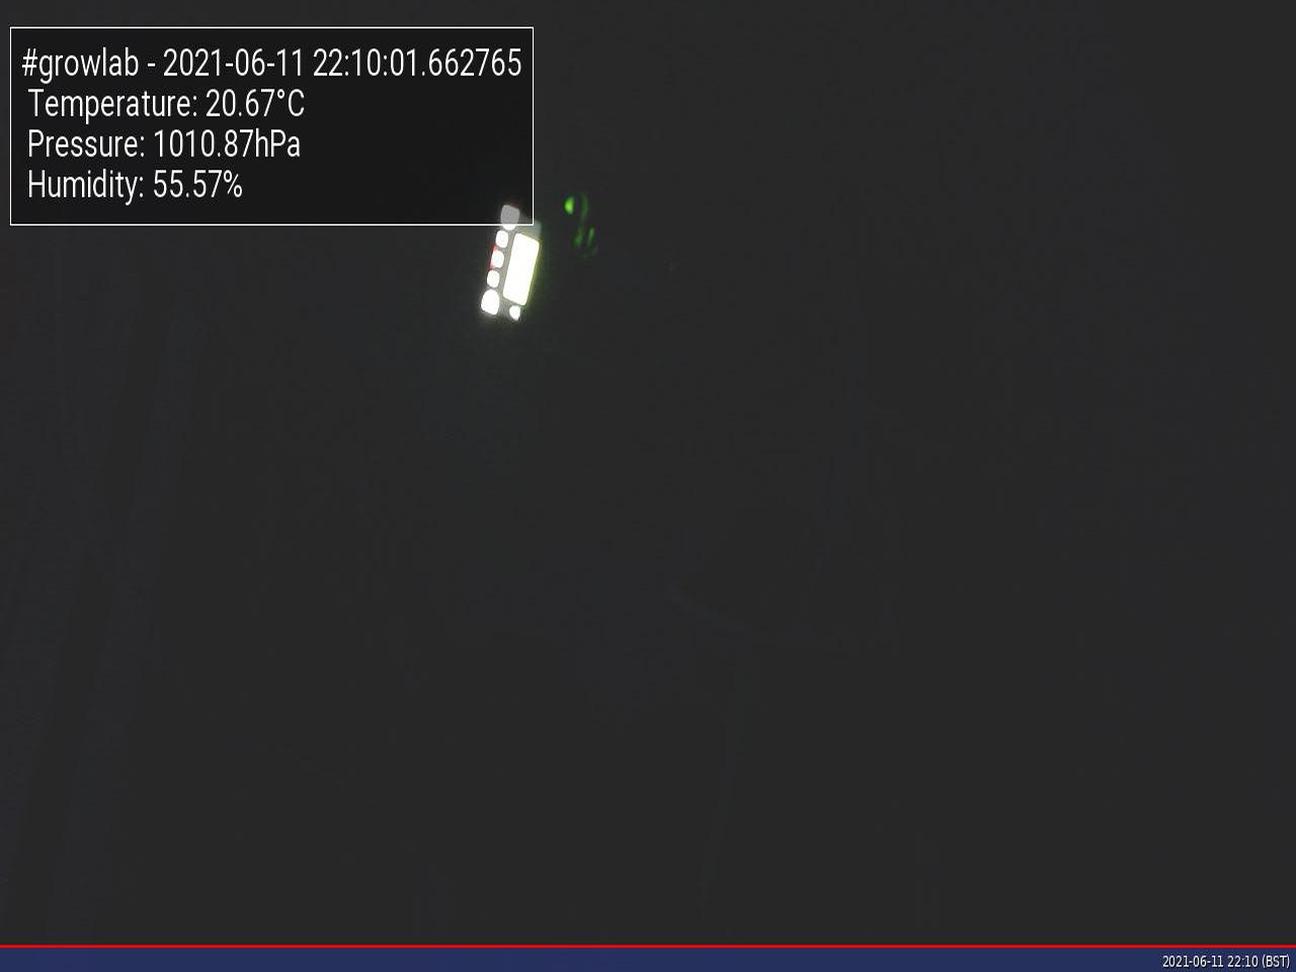 #growlab - 2021-06-11 22:10:01.662765
Temperature: 20.67°C
Pressure: 1010.87hPa
Humidity: 55.57%
2021-06-11 22:10 (BST)